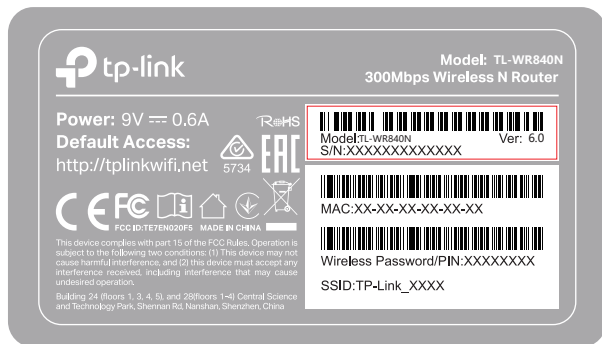 tp-link
Model: TL-WR840N
300Mbps Wireless N Router
Power: 9V ⎓ 0.6A
Default Access:
http://tplinkwifi.net
RoHS
5734
EAC
Model:TL-WR840N Ver: 6.0
S/N:XXXXXXXXXXXXX
MAC:XX-XX-XX-XX-XX-XX
Wireless Password/PIN:XXXXXXXX
SSID:TP-Link_XXXX
CE FC
FCC ID:TE7EN020F5 MADE IN CHINA
This device complies with part 15 of the FCC Rules. Operation is
subject to the following two conditions: (1) This device may not
cause harmful interference, and (2) this device must accept any
interference received, including interference that may cause
undesired operation.
Building 24 (floors 1, 3, 4, 5), and 28(floors 1-4) Central Science
and Technology Park, Shennan Rd, Nanshan, Shenzhen, China